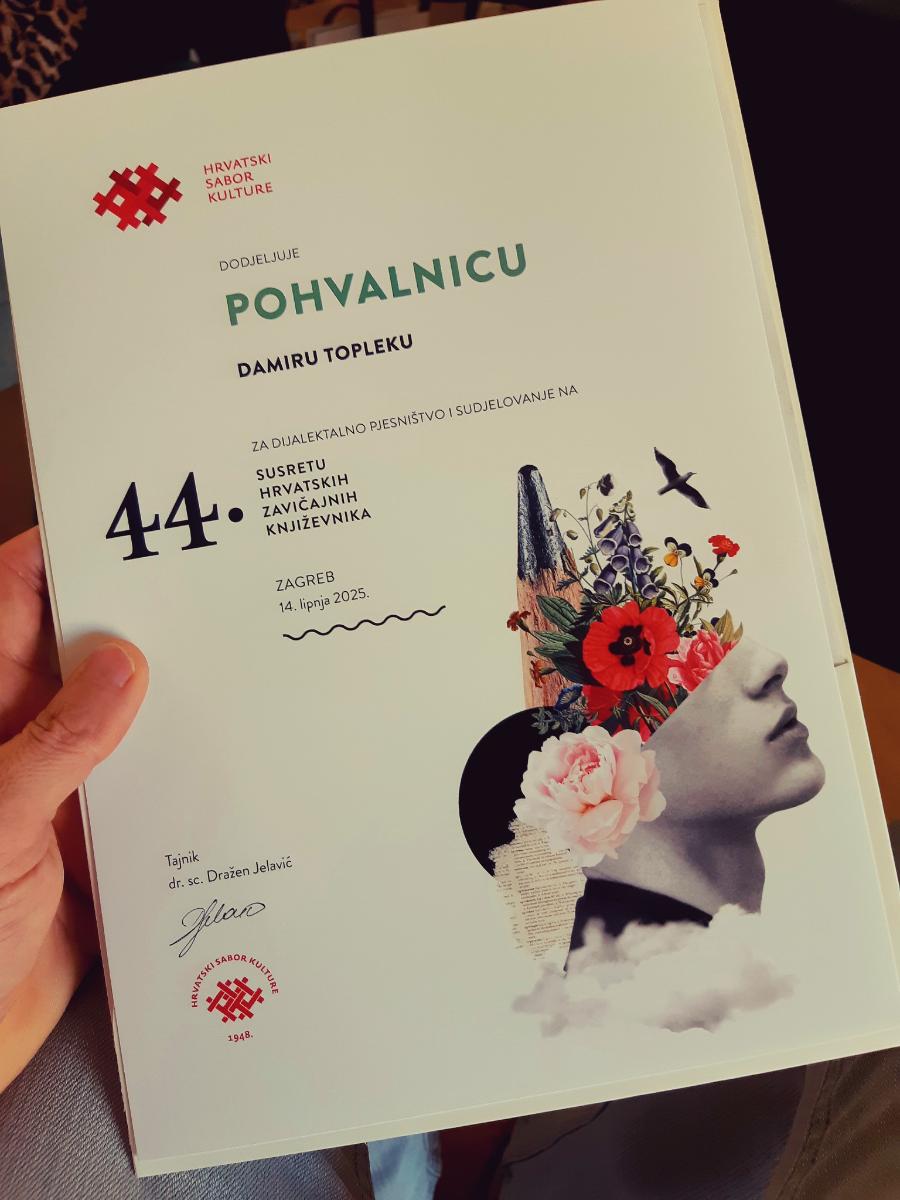 HRVATSKI
SABOR
KULTURE
DODJELJUJE
POHVALNICU
DAMIRU TOPLEKU
ZA DIJALEKTALNO PJESNIŠTVO I SUDJELOVANJE NA
44.
SUSRETU
HRVATSKIH
ZAVIČAJNIH
KNJIŽEVNIKA
ZAGREB
14. lipnja 2025.
Tajnik
dr. sc. Dražen Jelavić
HRVATSKI SABOR KULTURE
1948.